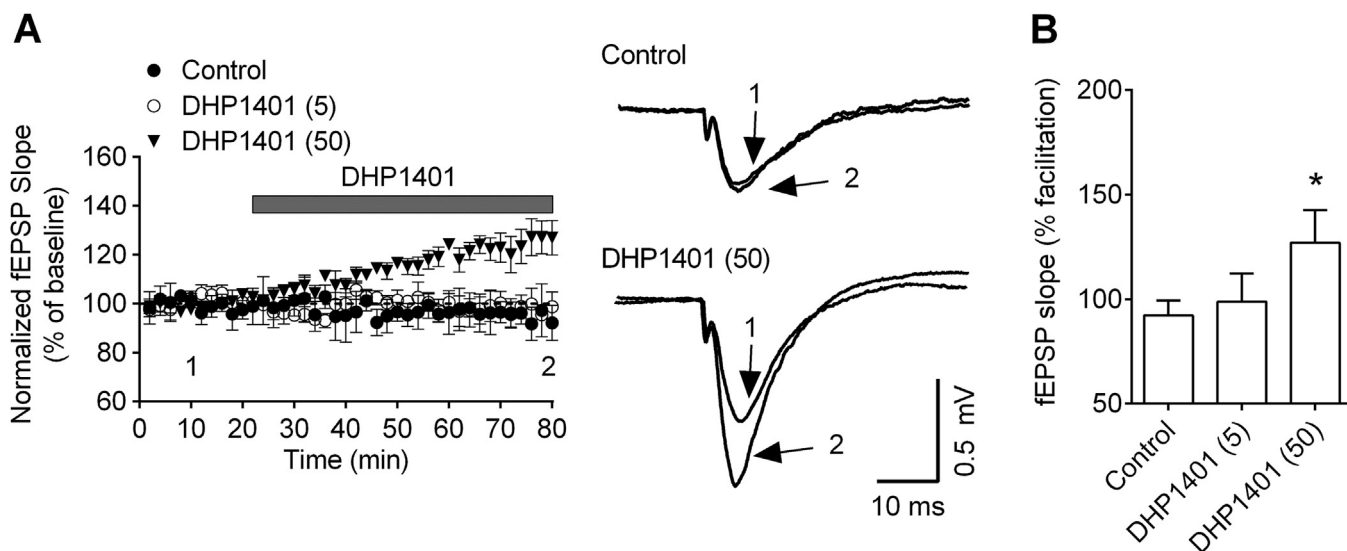 A
Control
DHP1401 (5)
DHP1401 (50)
Normalized fEPSP Slope
(% of baseline)
160
140
120
100
80
60
DHP1401
1
2
0
10
20
30
40
50
60
70
80
Time (min)
Control
1
2
DHP1401 (50)
1
2
0.5 mV
10 ms
B
fEPSP slope (% facilitation)
200
150
100
50
*
Control
DHP1401 (5)
DHP1401 (50)